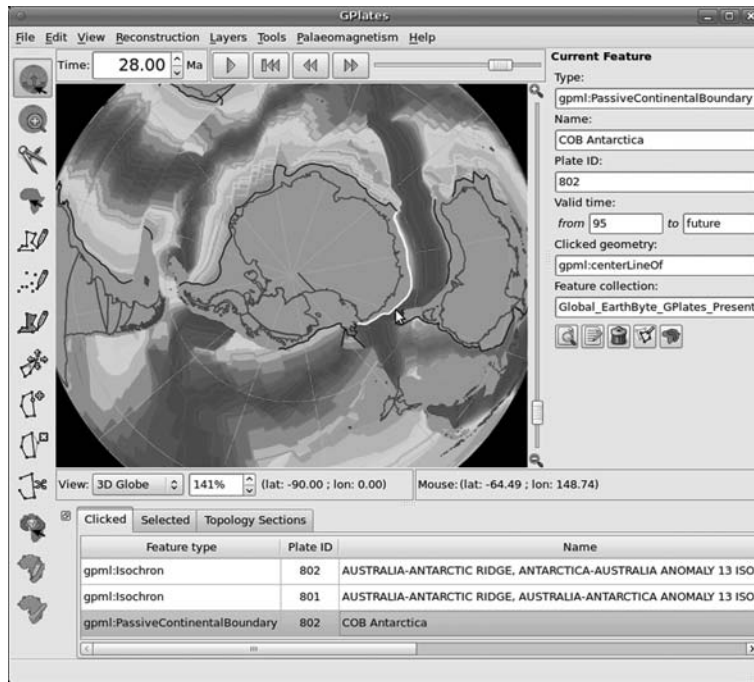 GPlates
File Edit View Reconstruction Layers Tools Palaeomagnetism Help
Time: 28.00 Ma
Current Feature
Type:
gpml:PassiveContinentalBoundary
Name:
COB Antarctica
Plate ID:
802
Valid time:
from 95 to future
Clicked geometry:
gpml:centerLineOf
Feature collection:
Global_EarthByte_GPlates_Present
View: 3D Globe 141% (lat: -90.00 ; lon: 0.00) Mouse: (lat: -64.49 ; lon: 148.74)
Clicked Selected Topology Sections
Feature type Plate ID Name
gpml:Isochron 802 AUSTRALIA-ANTARCTIC RIDGE, ANTARCTICA-AUSTRALIA ANOMALY 13 ISO
gpml:Isochron 801 AUSTRALIA-ANTARCTIC RIDGE, AUSTRALIA-ANTARCTICA ANOMALY 13 ISO
gpml:PassiveContinentalBoundary 802 COB Antarctica